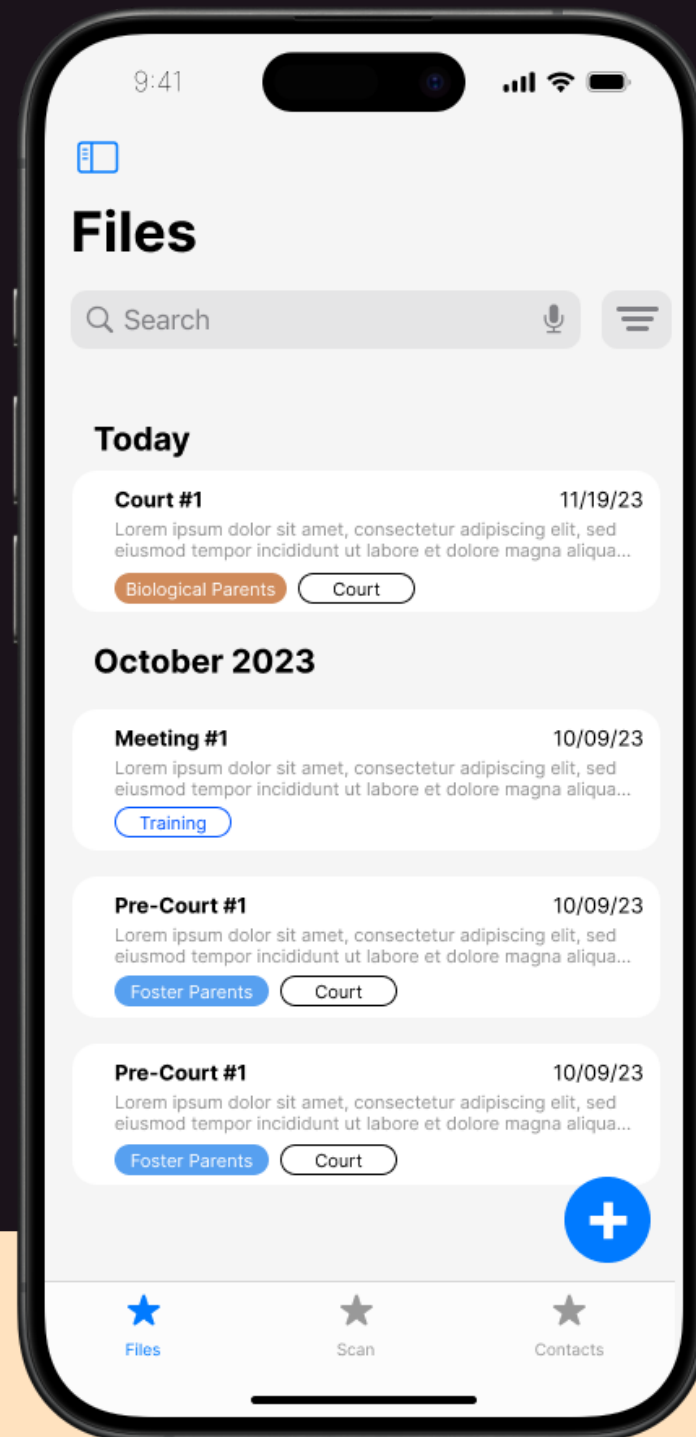 9:41
Files
Search
Today
Court #1 11/19/23
Lorem ipsum dolor sit amet, consectetur adipiscing elit, sed
eiusmod tempor incididunt ut labore et dolore magna aliqua...
Biological Parents Court
October 2023
Meeting #1 10/09/23
Lorem ipsum dolor sit amet, consectetur adipiscing elit, sed
eiusmod tempor incididunt ut labore et dolore magna aliqua...
Training
Pre-Court #1 10/09/23
Lorem ipsum dolor sit amet, consectetur adipiscing elit, sed
eiusmod tempor incididunt ut labore et dolore magna aliqua...
Foster Parents Court
Pre-Court #1 10/09/23
Lorem ipsum dolor sit amet, consectetur adipiscing elit, sed
eiusmod tempor incididunt ut labore et dolore magna aliqua...
Foster Parents Court
Files Scan Contacts